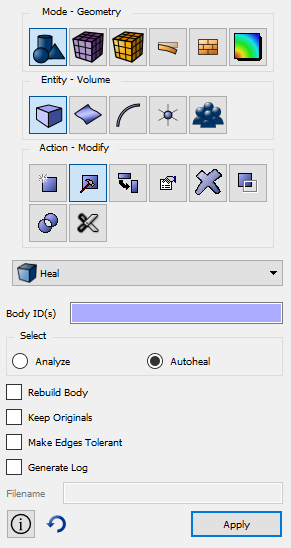 Mode - Geometry
Entity - Volume
Action - Modify
Heal
Body ID(s)
Select
Analyze
Autoheal
Rebuild Body
Keep Originals
Make Edges Tolerant
Generate Log
Filename
Apply